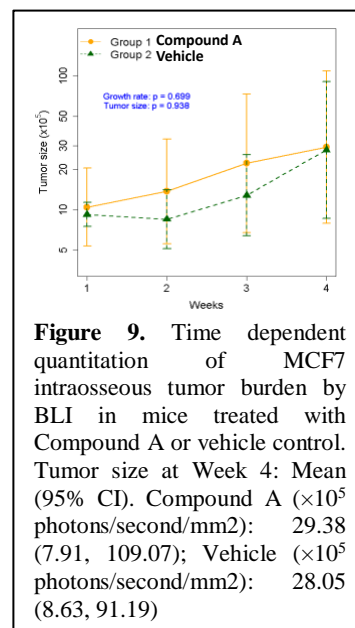 Group 1 Compound A
Group 2 Vehicle
Growth rate: p = 0.699
Tumor size: p = 0.938
Tumor size (x10⁵)
100
50
30
20
10
5
1 2 3 4
Weeks
Figure 9. Time dependent
quantitation of MCF7
intraosseous tumor burden by
BLI in mice treated with
Compound A or vehicle control.
Tumor size at Week 4: Mean
(95% CI). Compound A (×10⁵
photons/second/mm2): 29.38
(7.91, 109.07); Vehicle (×10⁵
photons/second/mm2): 28.05
(8.63, 91.19)